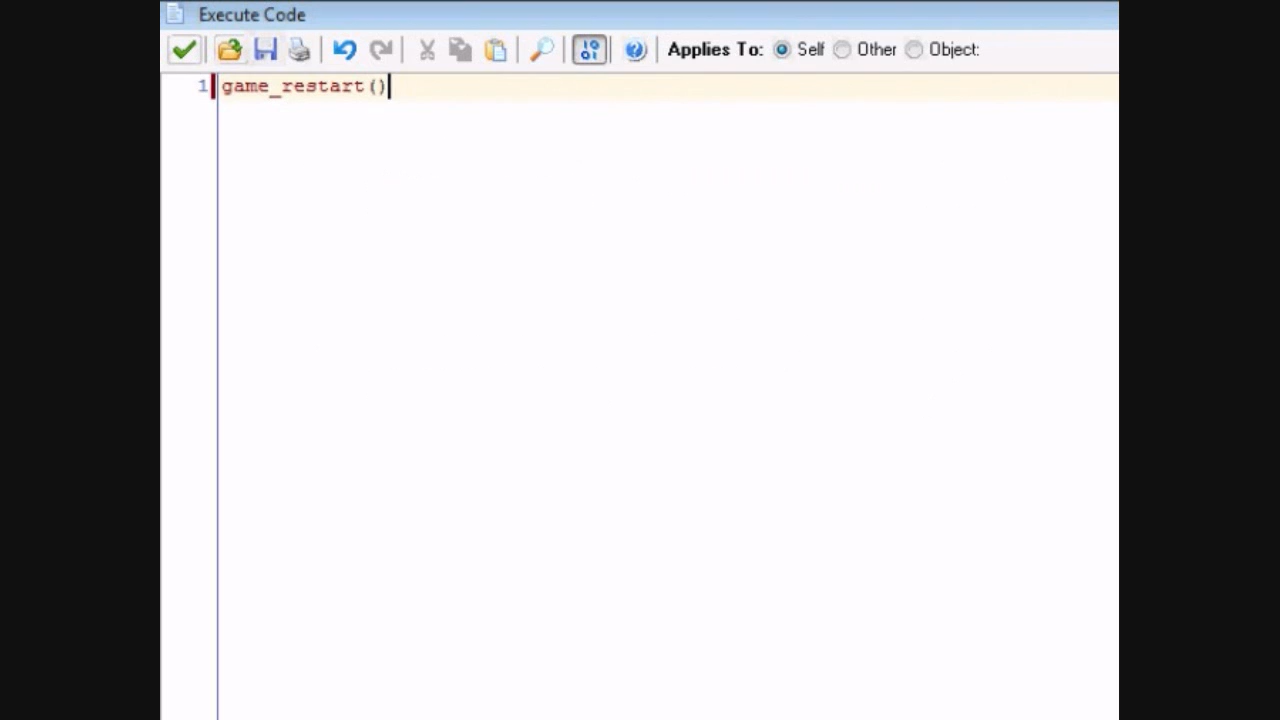 Execute Code
Applies To: Self Other Object:
1 game_restart()